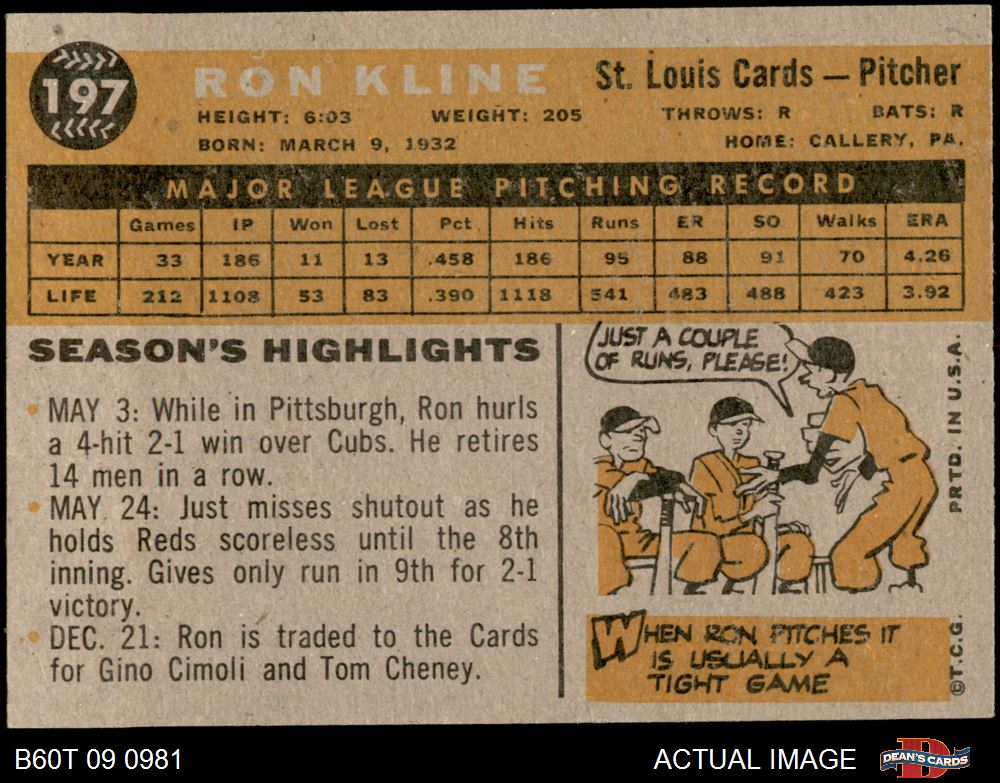 197
RON KLINE
St. Louis Cards — Pitcher
HEIGHT: 6:03 WEIGHT: 205 THROWS: R BATS: R
BORN: MARCH 9, 1932 HOME: CALLERY, PA.
MAJOR LEAGUE PITCHING RECORD
Games IP Won Lost Pct Hits Runs ER SO Walks ERA
YEAR 33 186 11 13 .458 186 95 88 91 70 4.26
LIFE 212 1108 53 83 .390 1118 541 483 488 423 3.92
SEASON'S HIGHLIGHTS
• MAY 3: While in Pittsburgh, Ron hurls
a 4-hit 2-1 win over Cubs. He retires
14 men in a row.
• MAY 24: Just misses shutout as he
holds Reds scoreless until the 8th
inning. Gives only run in 9th for 2-1
victory.
• DEC. 21: Ron is traded to the Cards
for Gino Cimoli and Tom Cheney.
JUST A COUPLE
OF RUNS, PLEASE!
WHEN RON PITCHES IT
IS USUALLY A
TIGHT GAME
©T.C.G. PRTD. IN U.S.A.
B60T 09 0981
ACTUAL IMAGE
DEAN'S CARDS